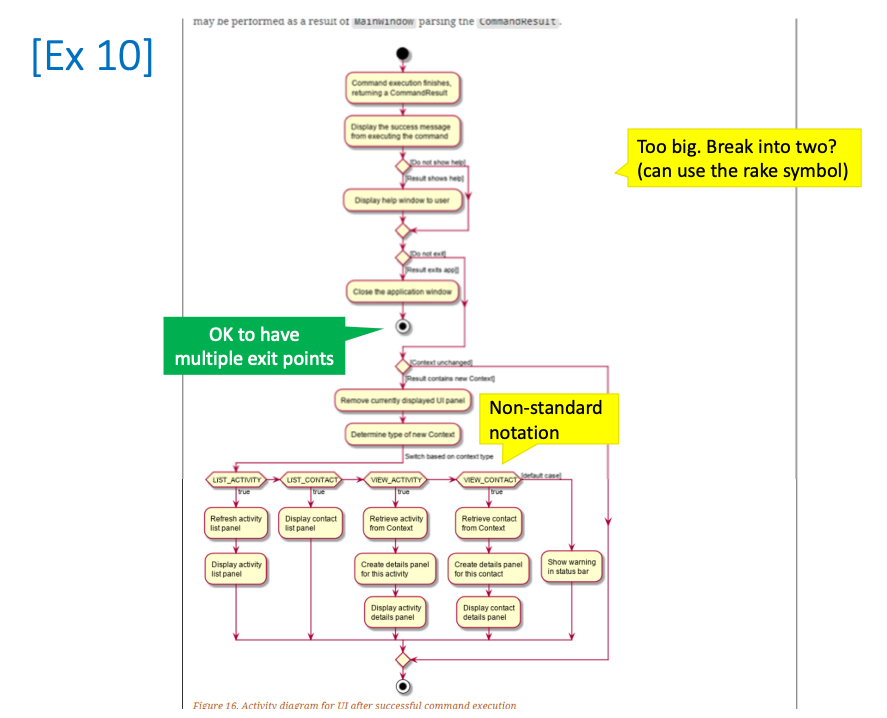 may be performed as a result of MainWindow parsing the CommandResult.
[Ex 10]
Command execution finishes,
returning a CommandResult
Display the success message
from executing the command
Too big. Break into two?
(can use the rake symbol)
[Do not show help]
[Result shows help]
Display help window to user
[Do not exit]
[Result exits app]]
Close the application window
OK to have
multiple exit points
[Context unchanged]
[Result contains new Context]
Remove currently displayed UI panel
Non-standard
notation
Determine type of new Context
Switch based on context type
LIST_ACTIVITY
LIST_CONTACT
VIEW_ACTIVITY
VIEW_CONTACT
[default case]
true
true
true
true
Refresh activity
list panel
Display contact
list panel
Retrieve activity
from Context
Retrieve contact
from Context
Display activity
list panel
Create details panel
for this activity
Create details panel
for this contact
Show warning
in status bar
Display activity
details panel
Display contact
details panel
Figure 16. Activity diagram for UI after successful command execution